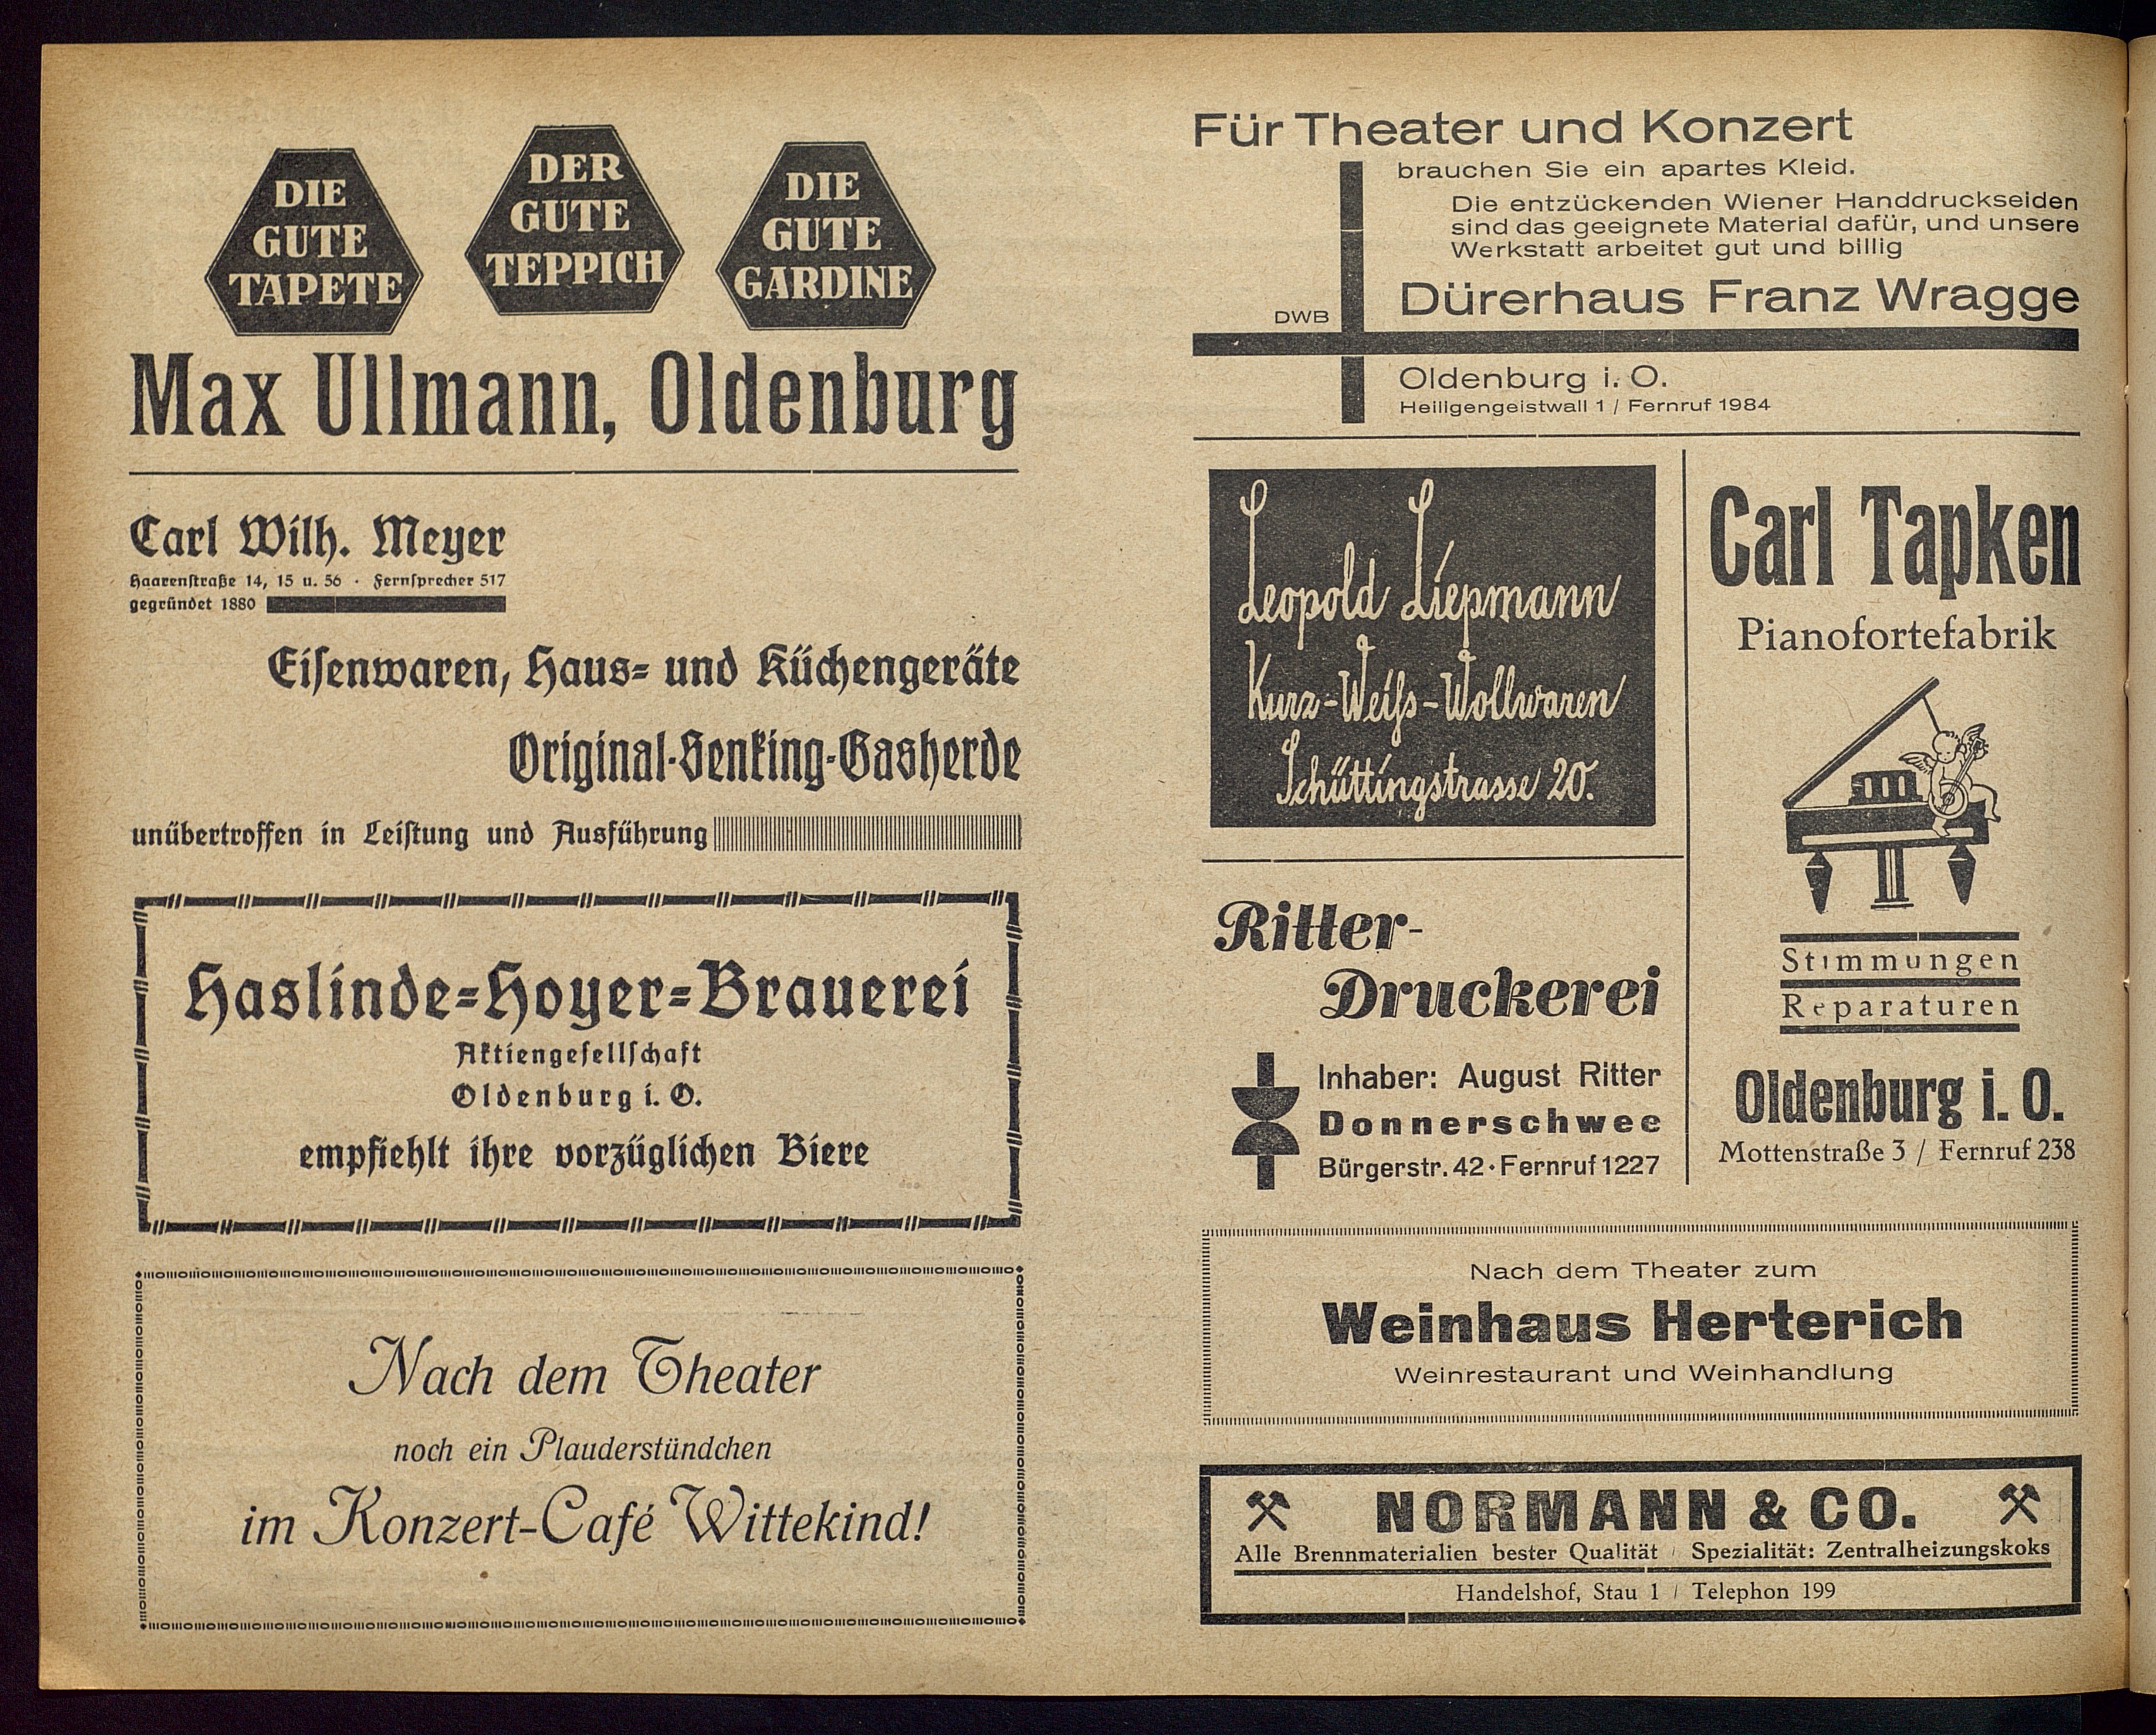 DIE
GUTE
TAPETE
DER
GUTE
TEPPICH
DIE
GUTE
GARDINE
Max Ullmann, Oldenburg
Carl Wilh. Meyer
Haarenstraße 14, 15 u. 56 · Fernsprecher 517
gegründet 1880
Eisenwaren, Haus- und Küchengeräte
Original-Senking-Gasherde
unübertroffen in Leistung und Ausführung
Haslinde-Hoyer-Brauerei
Aktiengesellschaft
Oldenburg i. O.
empfiehlt ihre vorzüglichen Biere
Nach dem Theater
noch ein Plauderstündchen
im Konzert-Café Wittekind!
Für Theater und Konzert
brauchen Sie ein apartes Kleid.
Die entzückenden Wiener Handdruckseiden
sind das geeignete Material dafür, und unsere
Werkstatt arbeitet gut und billig
DWB
Dürerhaus Franz Wragge
Oldenburg i. O.
Heiligengeistwall 1 / Fernruf 1984
Leopold Liepmann
Kurz-Weiss-Wollwaren
Schüttingstrasse 20.
Ritter-
Druckerei
Inhaber: August Ritter
Donnerschwee
Bürgerstr. 42 · Fernruf 1227
Carl Tapken
Pianofortefabrik
Stimmungen
Reparaturen
Oldenburg i. O.
Mottenstraße 3 / Fernruf 238
Nach dem Theater zum
Weinhaus Herterich
Weinrestaurant und Weinhandlung
NORMANN & CO.
Alle Brennmaterialien bester Qualität / Spezialität: Zentralheizungskoks
Handelshof, Stau 1 / Telephon 199